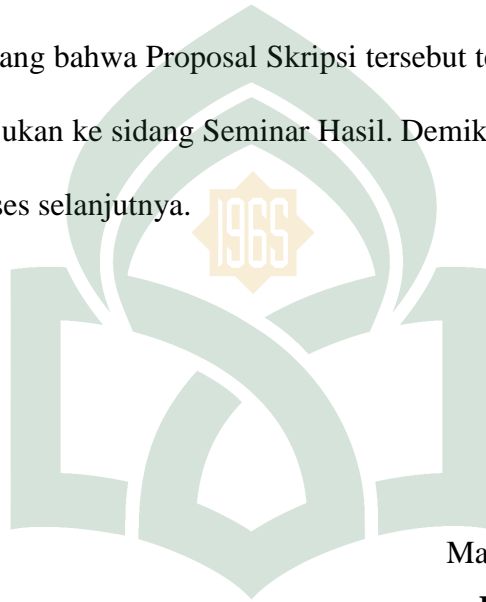 ang bahwa Proposal Skripsi tersebut te
ukan ke sidang Seminar Hasil. Demik
ses selanjutnya.
1965
Ma